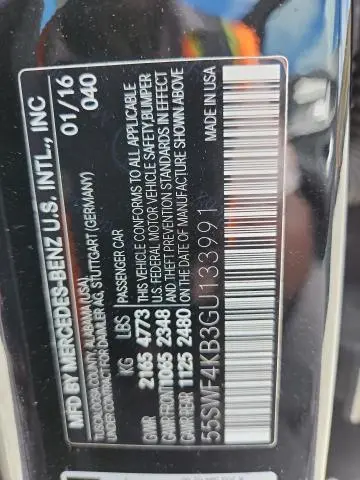 MFD BY MERCEDES-BENZ U.S. INTL., INC
TUSCALOOSA COUNTY, ALABAMA (USA) 01/16
UNDER CONTRACT FOR DAIMLER AG, STUTTGART (GERMANY) 040
KG LBS PASSENGER CAR
GVWR 2165 4773 THIS VEHICLE CONFORMS TO ALL APPLICABLE
GAWR-FRONT 1065 2348 U.S. FEDERAL MOTOR VEHICLE SAFETY, BUMPER
GAWR-REAR 1125 2480 AND THEFT PREVENTION STANDARDS IN EFFECT
ON THE DATE OF MANUFACTURE SHOWN ABOVE
55SWF4KB3GU133991 MADE IN USA